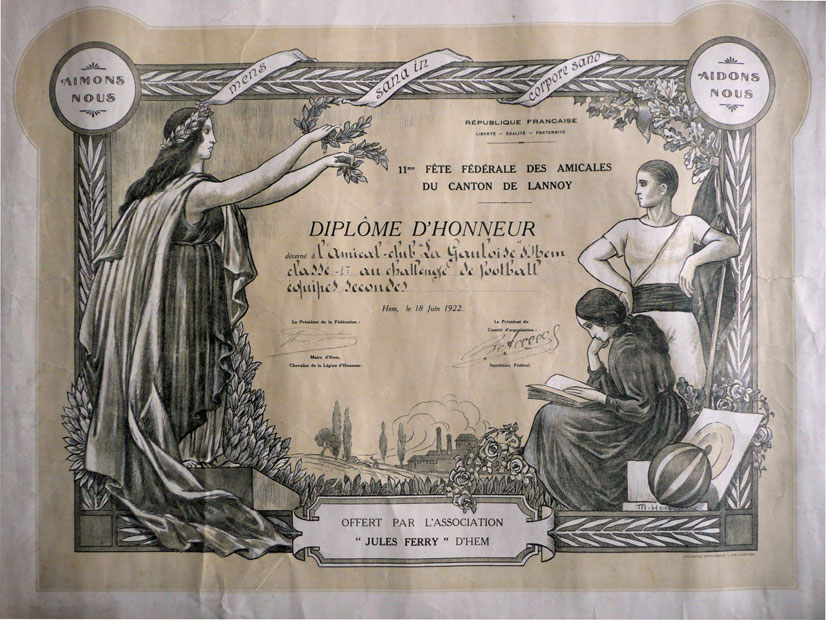 AIMONS
NOUS
mens
sana in
corpore sano
AIDONS
NOUS
RÉPUBLIQUE FRANCAISE
LIBERTÉ — ÉGALITÉ — FRATERNITÉ
11me FÊTE FÉDÉRALE DES AMICALES
DU CANTON DE LANNOY
DIPLÔME D'HONNEUR
décerné à l'Amical-club "La Gauloise" d'Hem
classé 1er au challenge de football
équipes secondes
Hem, le 18 Juin 1922.
Le Président de la Fédération :
Maire d'Hem,
Chevalier de la Légion d'Honneur.
Le Président du
Comité d'organisation :
Secrétaire Fédéral.
OFFERT PAR L'ASSOCIATION
" JULES FERRY " D'HEM